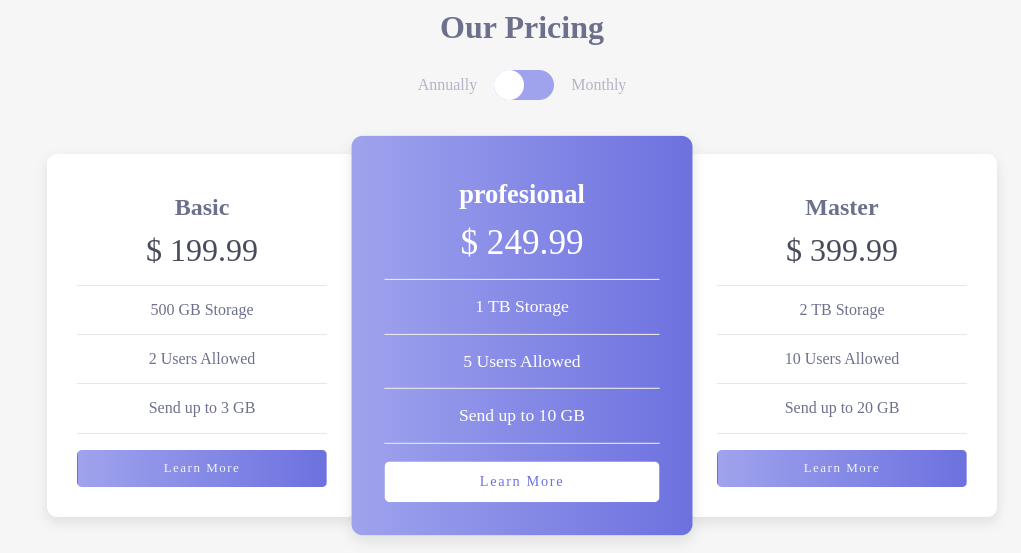 Our Pricing
Annually Monthly
Basic
$ 199.99
500 GB Storage
2 Users Allowed
Send up to 3 GB
Learn More
profesional
$ 249.99
1 TB Storage
5 Users Allowed
Send up to 10 GB
Learn More
Master
$ 399.99
2 TB Storage
10 Users Allowed
Send up to 20 GB
Learn More